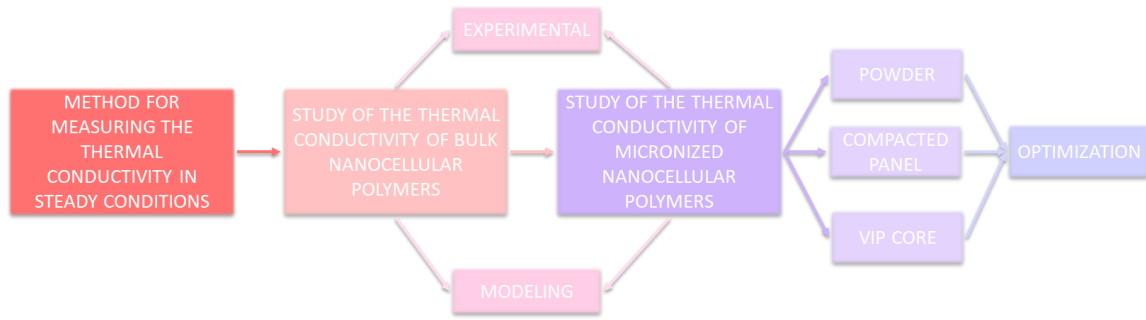 EXPERIMENTAL
METHOD FOR
MEASURING THE
THERMAL
CONDUCTIVITY IN
STEADY CONDITIONS
STUDY OF THE THERMAL
CONDUCTIVITY OF BULK
NANOCELLULAR
POLYMERS
STUDY OF THE THERMAL
CONDUCTIVITY OF
MICRONIZED
NANOCELLULAR
POLYMERS
POWDER
COMPACTED
PANEL
VIP CORE
OPTIMIZATION
MODELING